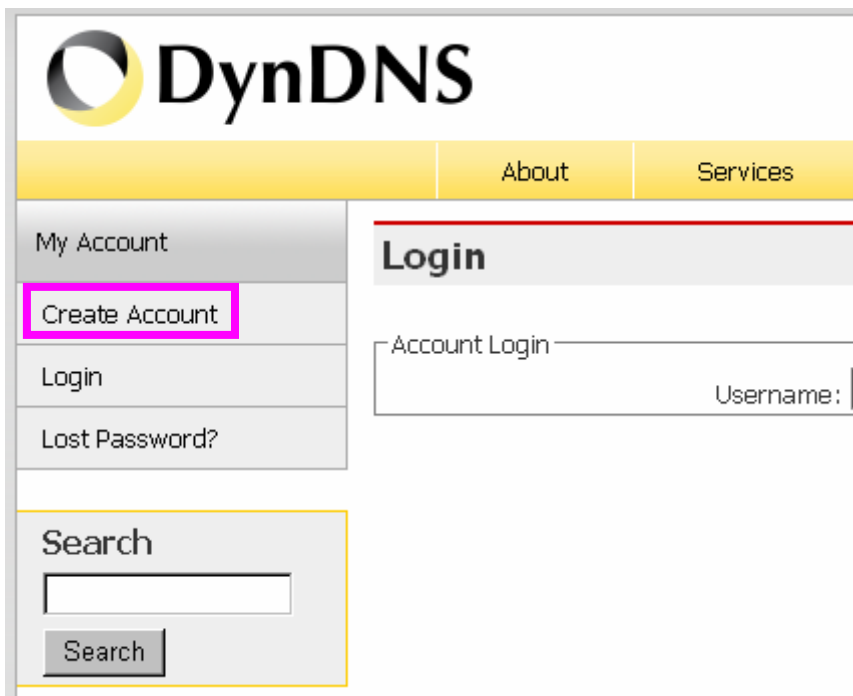 DynDNS
About Services
My Account
Create Account
Login
Lost Password?
Login
Account Login
Username:
Search
Search